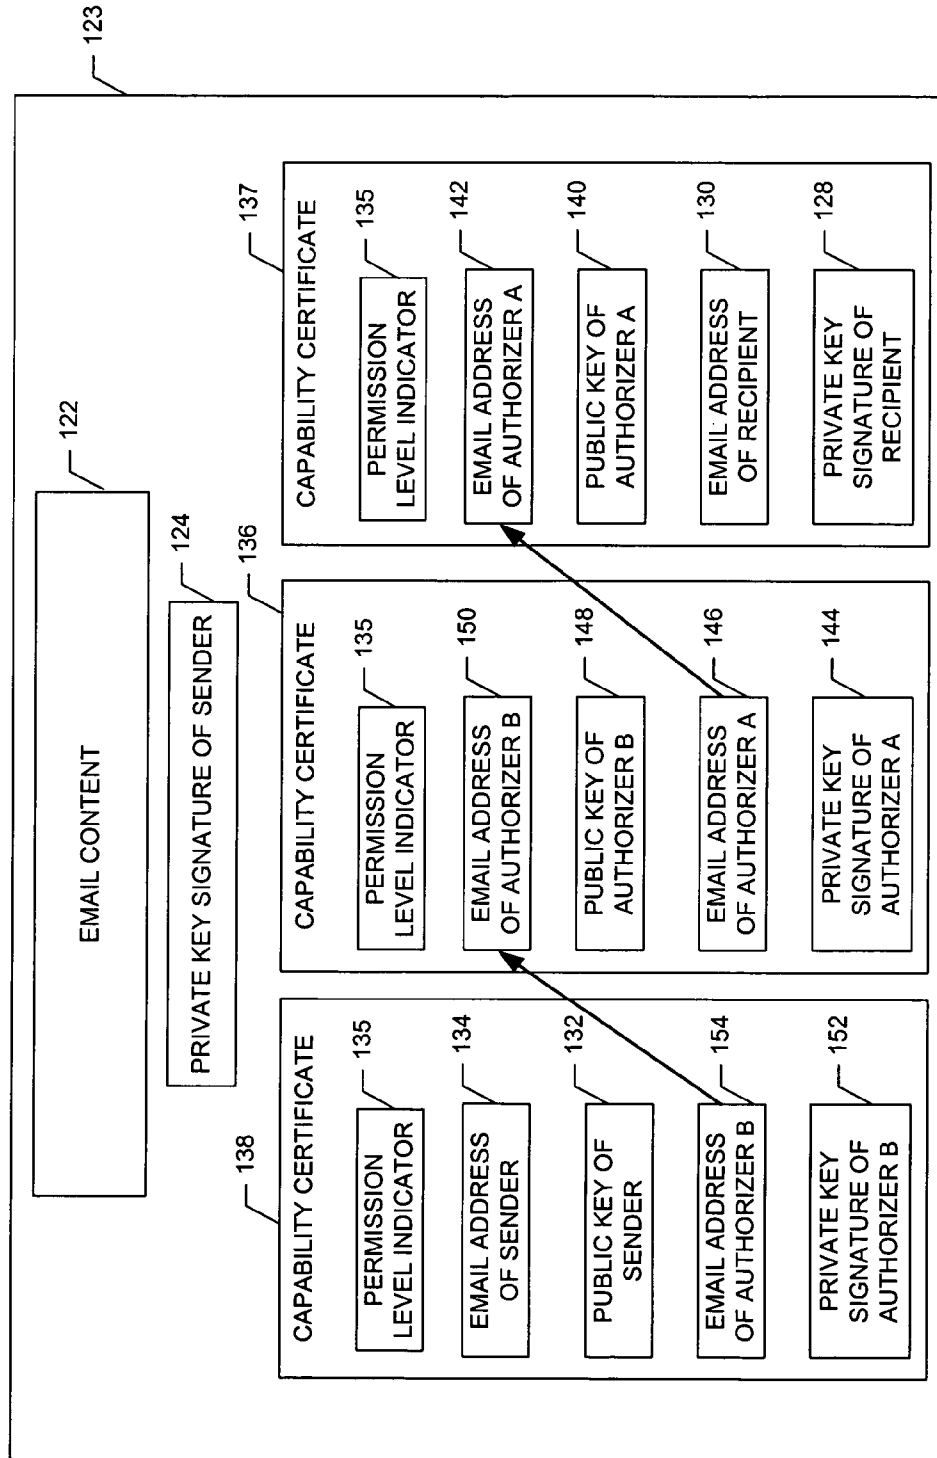 123
EMAIL CONTENT
122
PRIVATE KEY SIGNATURE OF SENDER
124
138
CAPABILITY CERTIFICATE
PERMISSION
LEVEL INDICATOR
135
EMAIL ADDRESS
OF SENDER
134
PUBLIC KEY OF
SENDER
132
EMAIL ADDRESS
OF AUTHORIZER B
154
PRIVATE KEY
SIGNATURE OF
AUTHORIZER B
152
136
CAPABILITY CERTIFICATE
PERMISSION
LEVEL INDICATOR
135
EMAIL ADDRESS
OF AUTHORIZER B
150
PUBLIC KEY OF
AUTHORIZER B
148
EMAIL ADDRESS
OF AUTHORIZER A
146
PRIVATE KEY
SIGNATURE OF
AUTHORIZER A
144
137
CAPABILITY CERTIFICATE
PERMISSION
LEVEL INDICATOR
135
EMAIL ADDRESS
OF AUTHORIZER A
142
PUBLIC KEY OF
AUTHORIZER A
140
EMAIL ADDRESS
OF RECIPIENT
130
PRIVATE KEY
SIGNATURE OF
RECIPIENT
128